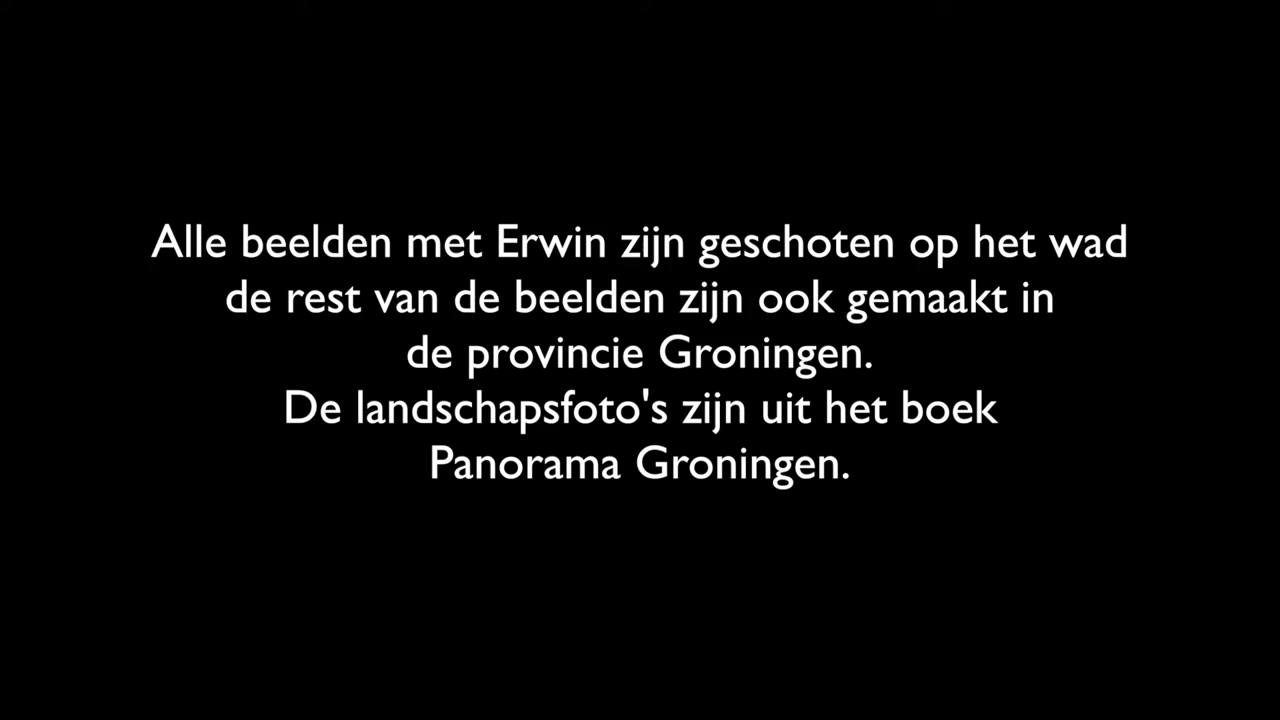 Alle beelden met Erwin zijn geschoten op het wad
de rest van de beelden zijn ook gemaakt in
de provincie Groningen.
De landschapsfoto's zijn uit het boek
Panorama Groningen.